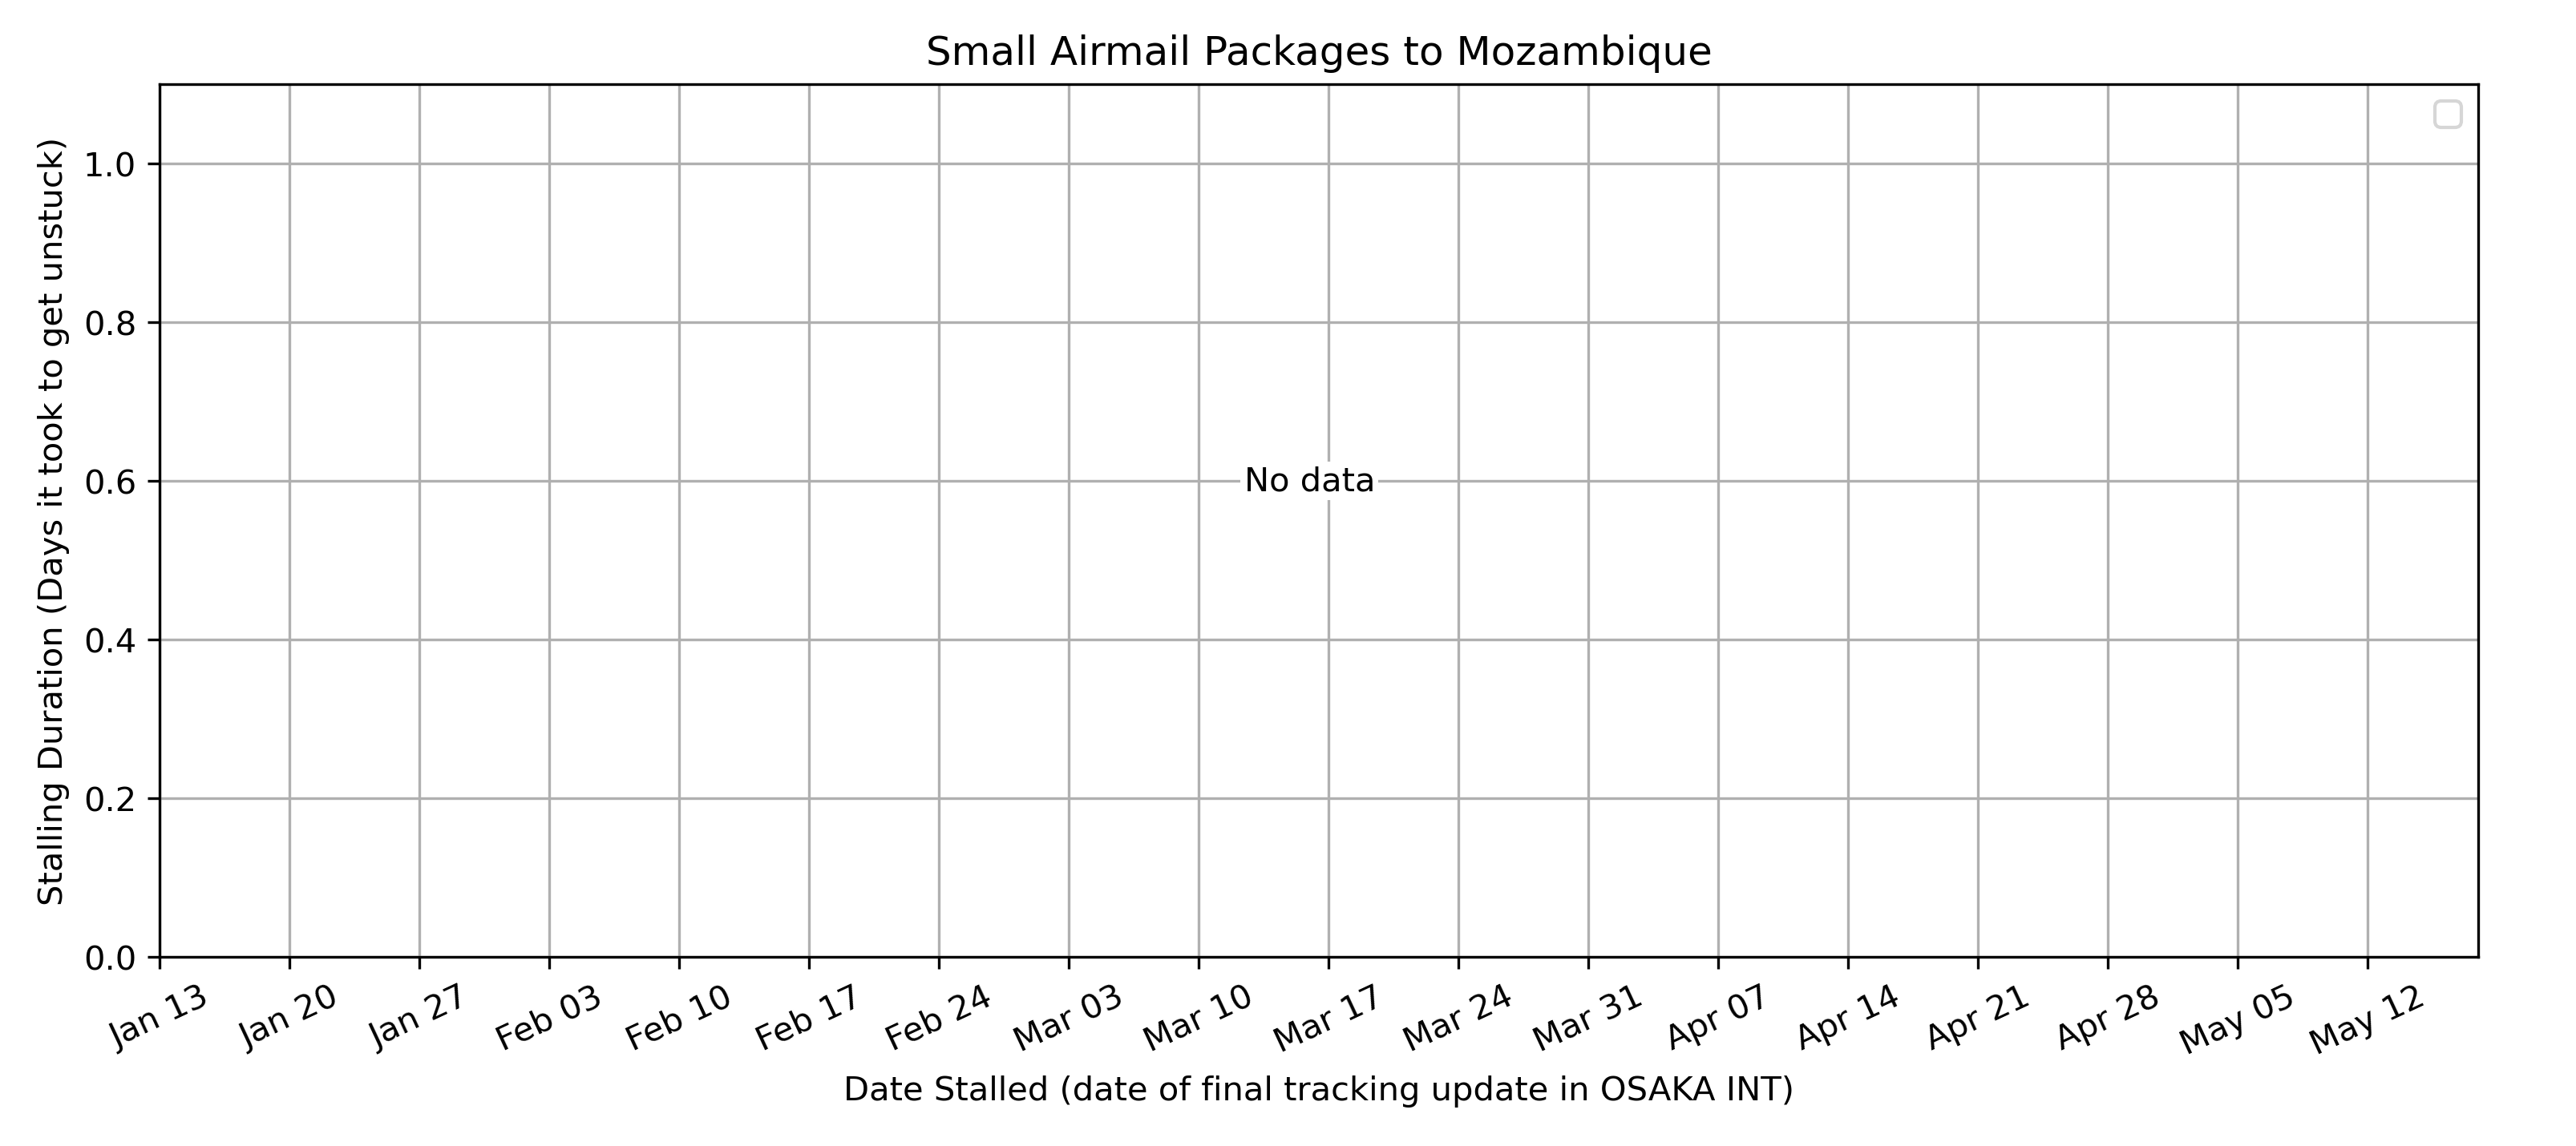 Small Airmail Packages to Mozambique
Stalling Duration (Days it took to get unstuck)
1.0
0.8
0.6
0.4
0.2
0.0
No data
Jan 13
Jan 20
Jan 27
Feb 03
Feb 10
Feb 17
Feb 24
Mar 03
Mar 10
Mar 17
Mar 24
Mar 31
Apr 07
Apr 14
Apr 21
Apr 28
May 05
May 12
Date Stalled (date of final tracking update in OSAKA INT)